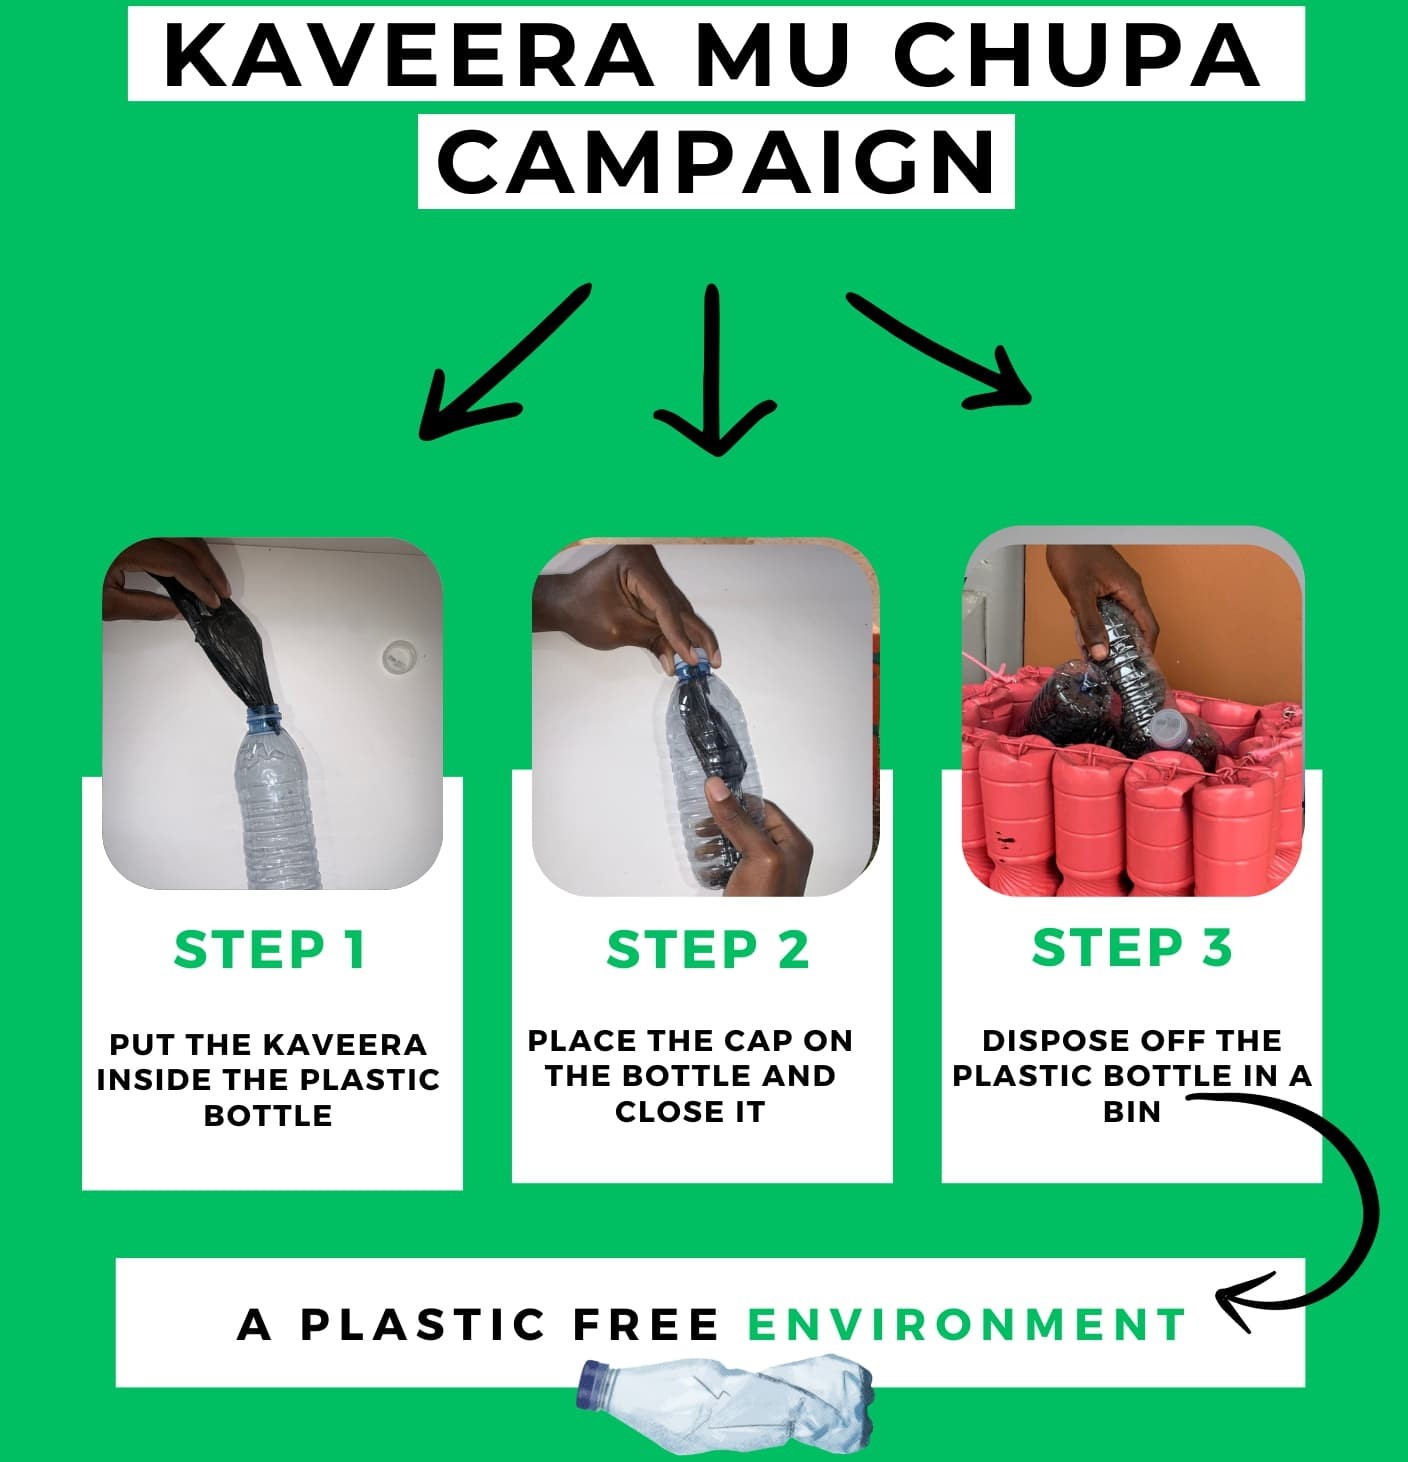 KAVEERA MU CHUPA
CAMPAIGN
STEP 1
PUT THE KAVEERA
INSIDE THE PLASTIC
BOTTLE
STEP 2
PLACE THE CAP ON
THE BOTTLE AND
CLOSE IT
STEP 3
DISPOSE OFF THE
PLASTIC BOTTLE IN A
BIN
A PLASTIC FREE ENVIRONMENT